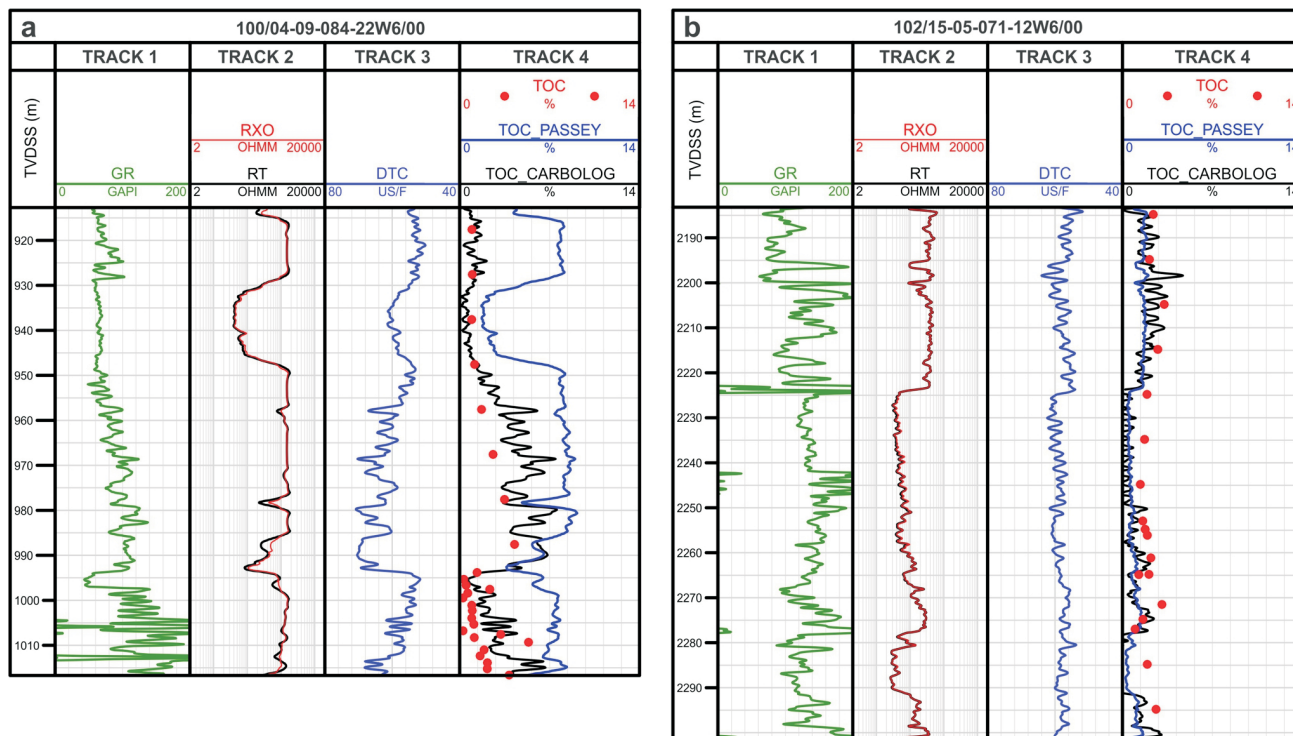 a
100/04-09-084-22W6/00
TRACK 1 TRACK 2 TRACK 3 TRACK 4
TVDSS (m)
TOC
0 % 14
RXO TOC_PASSEY
2 OHMM 20000 0 % 14
GR RT DTC TOC_CARBOLOG
0 GAPI 200 2 OHMM 20000 80 US/F 40 0 % 14
920
930
940
950
960
970
980
990
1000
1010
b
102/15-05-071-12W6/00
TRACK 1 TRACK 2 TRACK 3 TRACK 4
TVDSS (m)
TOC
0 % 14
RXO TOC_PASSEY
2 OHMM 20000 0 % 14
GR RT DTC TOC_CARBOLOG
0 GAPI 200 2 OHMM 20000 80 US/F 40 0 % 14
2190
2200
2210
2220
2230
2240
2250
2260
2270
2280
2290